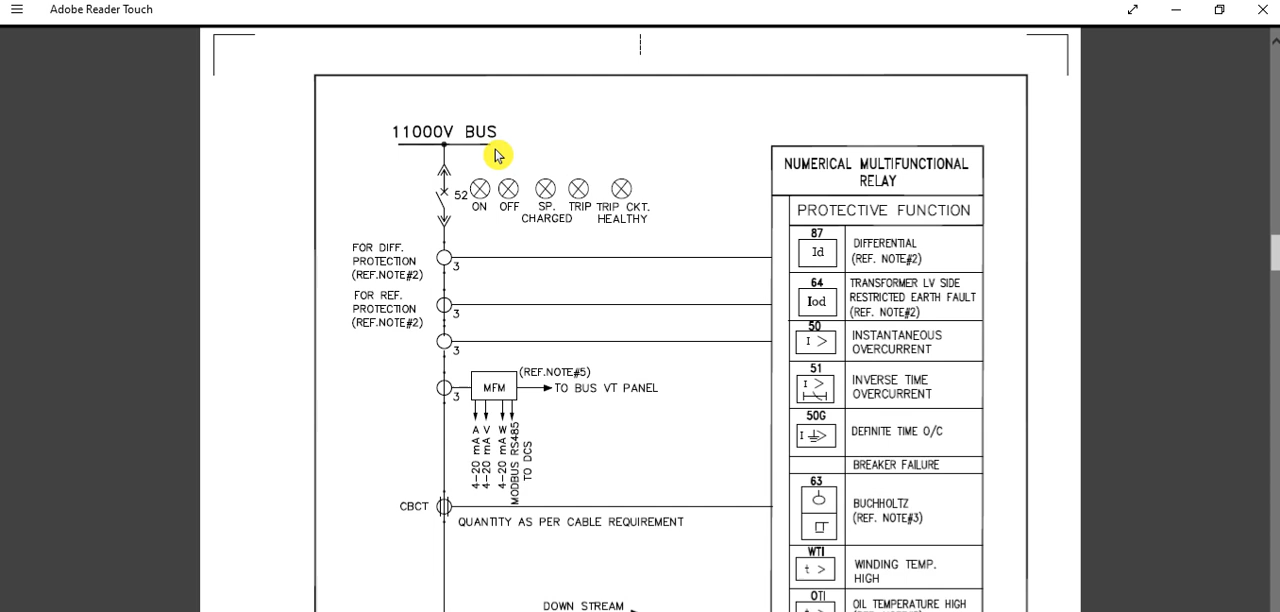 Adobe Reader Touch
11000V BUS
52
ON
OFF
SP.
CHARGED
TRIP
TRIP CKT.
HEALTHY
FOR DIFF.
PROTECTION
(REF.NOTE#2)
3
FOR REF.
PROTECTION
(REF.NOTE#2)
3
3
3
MFM
(REF.NOTE#5)
TO BUS VT PANEL
4-20 mA A
4-20 mA V
4-20 mA W
MODBUS RS485
TO DCS
CBCT
QUANTITY AS PER CABLE REQUIREMENT
DOWN STREAM
NUMERICAL MULTIFUNCTIONAL
RELAY
PROTECTIVE FUNCTION
87
Id
DIFFERENTIAL
(REF. NOTE#2)
64
Iod
TRANSFORMER LV SIDE
RESTRICTED EARTH FAULT
(REF. NOTE#2)
50
I >
INSTANTANEOUS
OVERCURRENT
51
I >
INVERSE TIME
OVERCURRENT
50G
I >
DEFINITE TIME O/C
BREAKER FAILURE
63
BUCHHOLTZ
(REF. NOTE#3)
WTI
t >
WINDING TEMP.
HIGH
OTI
OIL TEMPERATURE HIGH